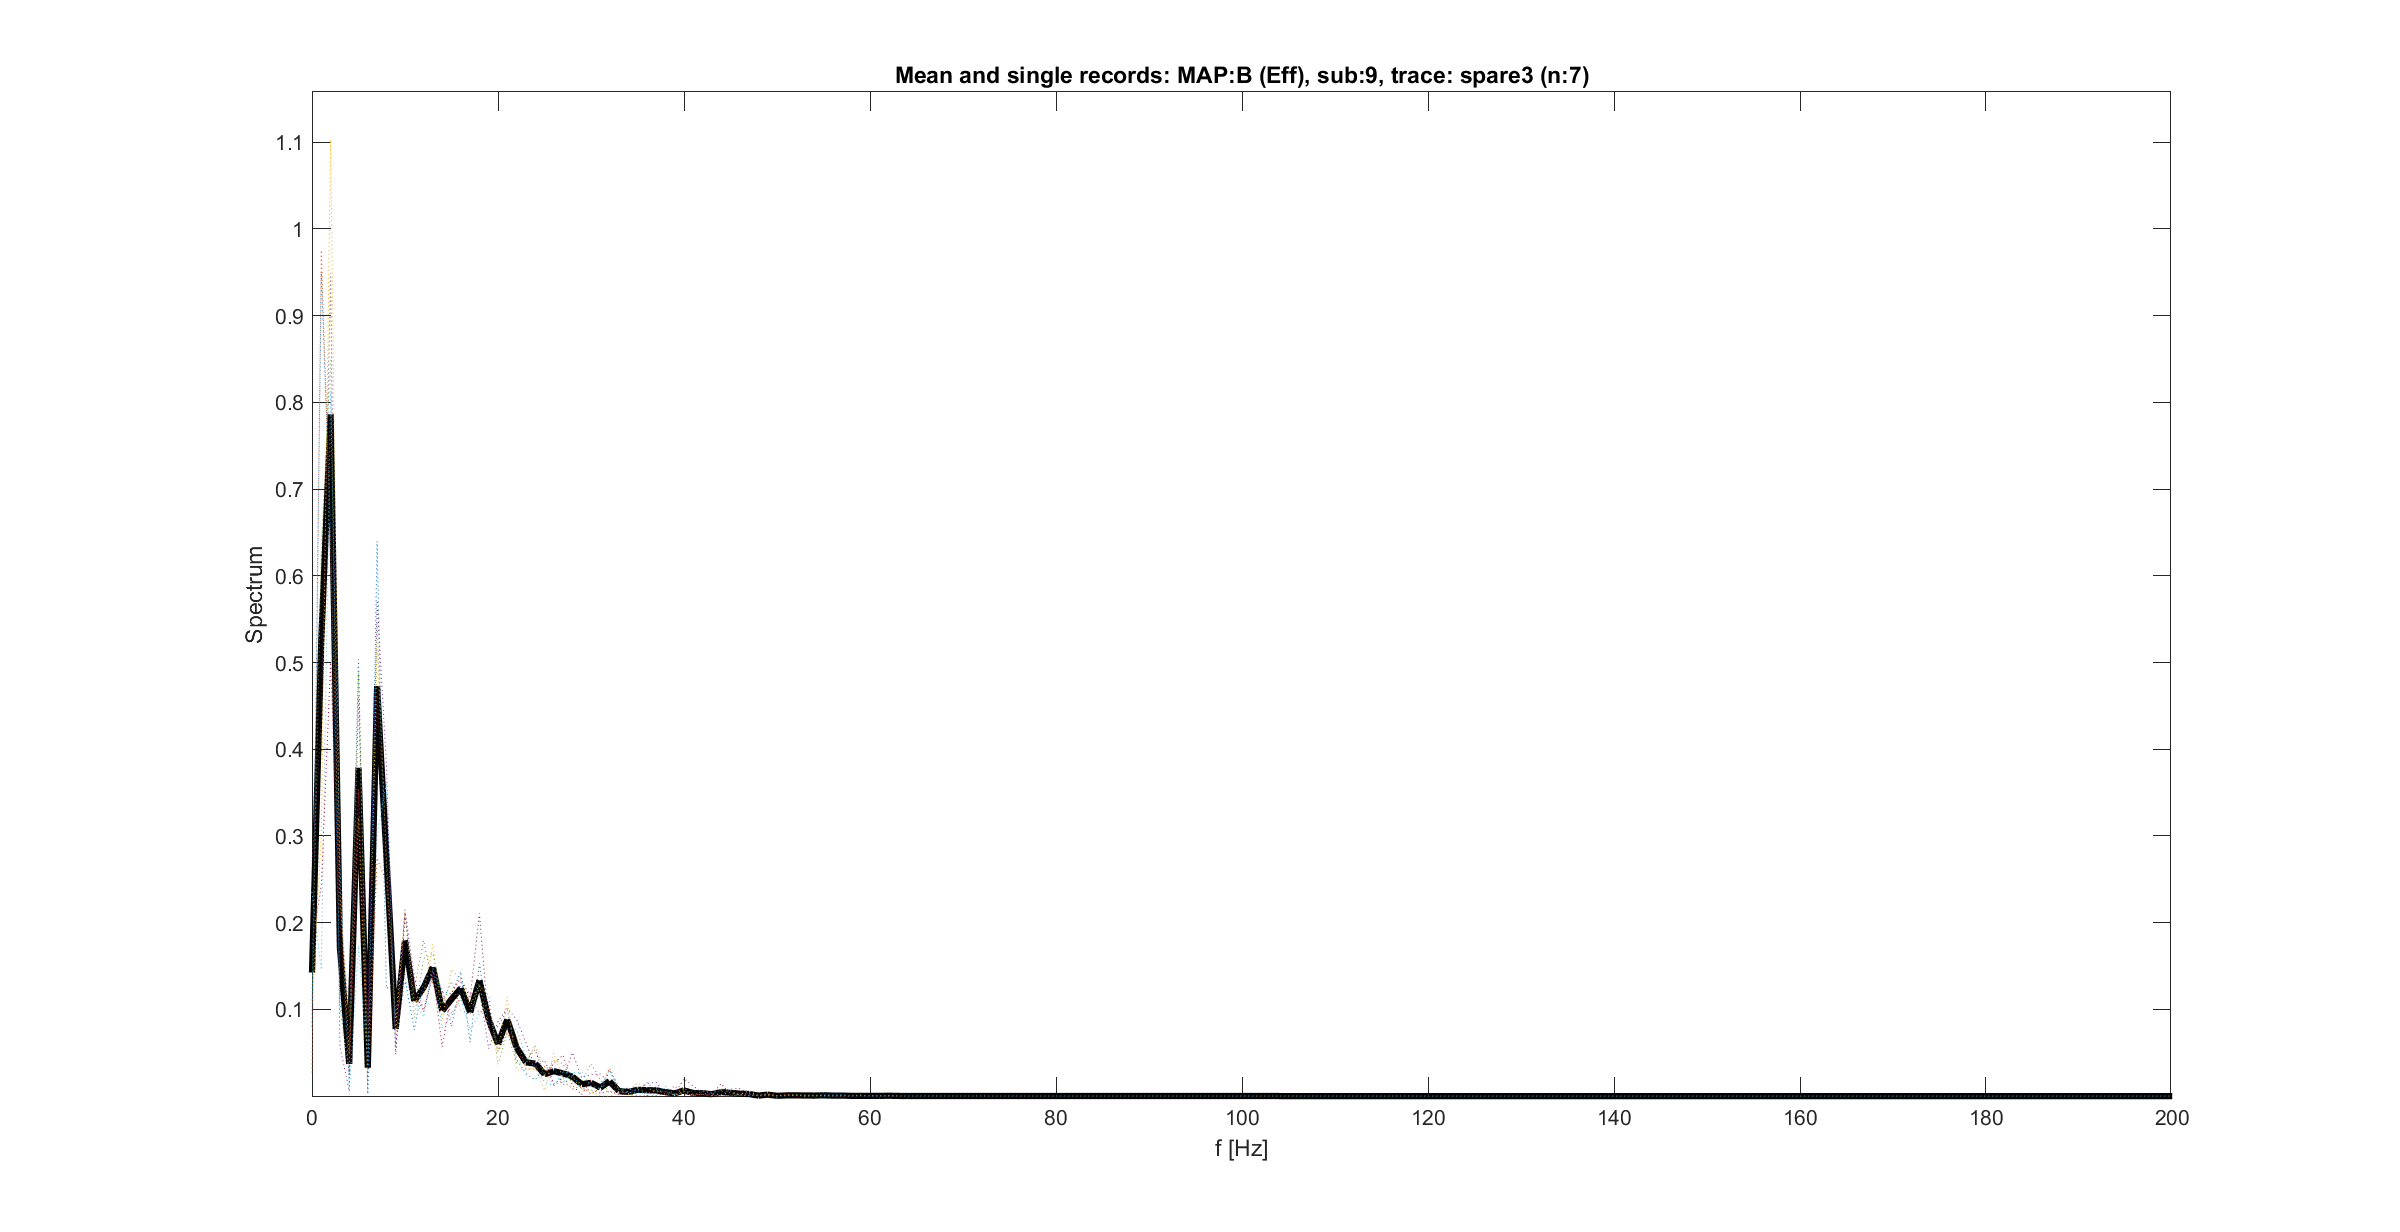 Mean and single records: MAP:B (Eff), sub:9, trace: spare3 (n:7)
1.1
1
0.9
0.8
0.7
0.6
0.5
0.4
0.3
0.2
0.1
Spectrum
0 20 40 60 80 100 120 140 160 180 200
f [Hz]